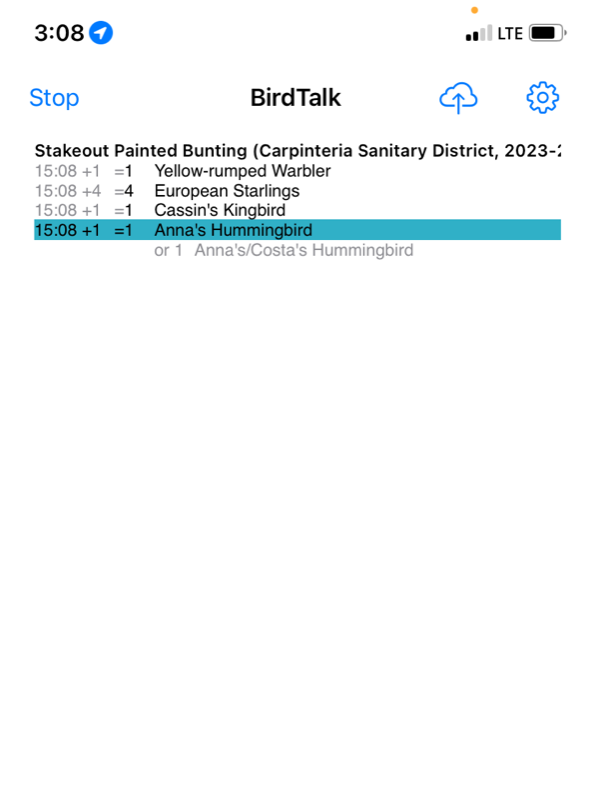 3:08 LTE
Stop BirdTalk
Stakeout Painted Bunting (Carpinteria Sanitary District, 2023-
15:08 +1 =1 Yellow-rumped Warbler
15:08 +4 =4 European Starlings
15:08 +1 =1 Cassin's Kingbird
15:08 +1 =1 Anna's Hummingbird
or 1 Anna's/Costa's Hummingbird